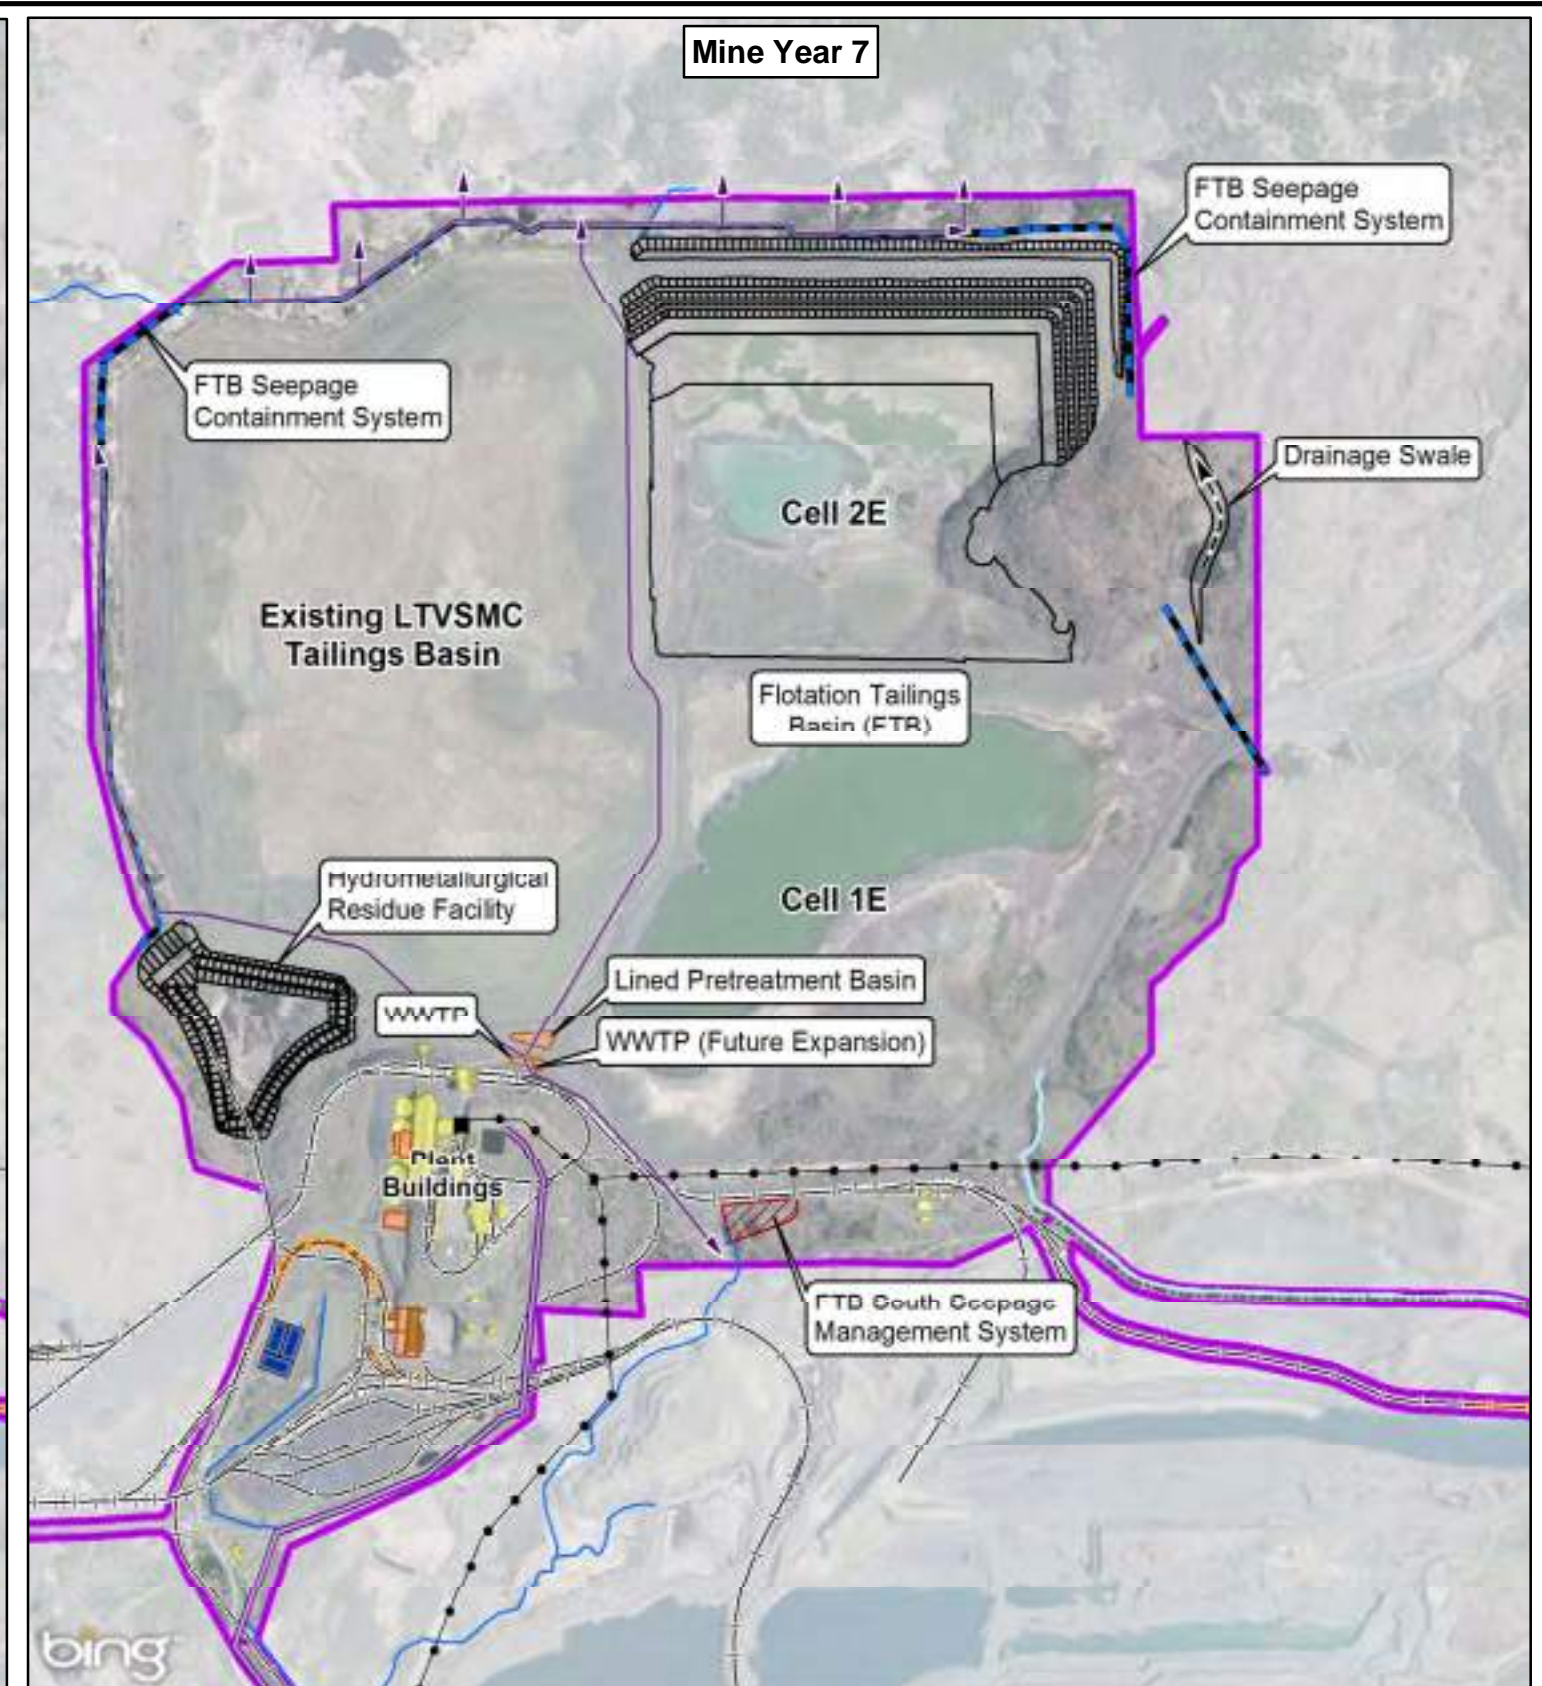 Mine Year 7
FTB Seepage
Containment System
FTB Seepage
Containment System
Drainage Swale
Cell 2E
Existing LTVSMC
Tailings Basin
Flotation Tailings
Basin (FTB)
Hydrometallurgical
Residue Facility
Cell 1E
Lined Pretreatment Basin
WWTP
WWTP (Future Expansion)
Plant
Buildings
FTB South Seepage
Management System
bing